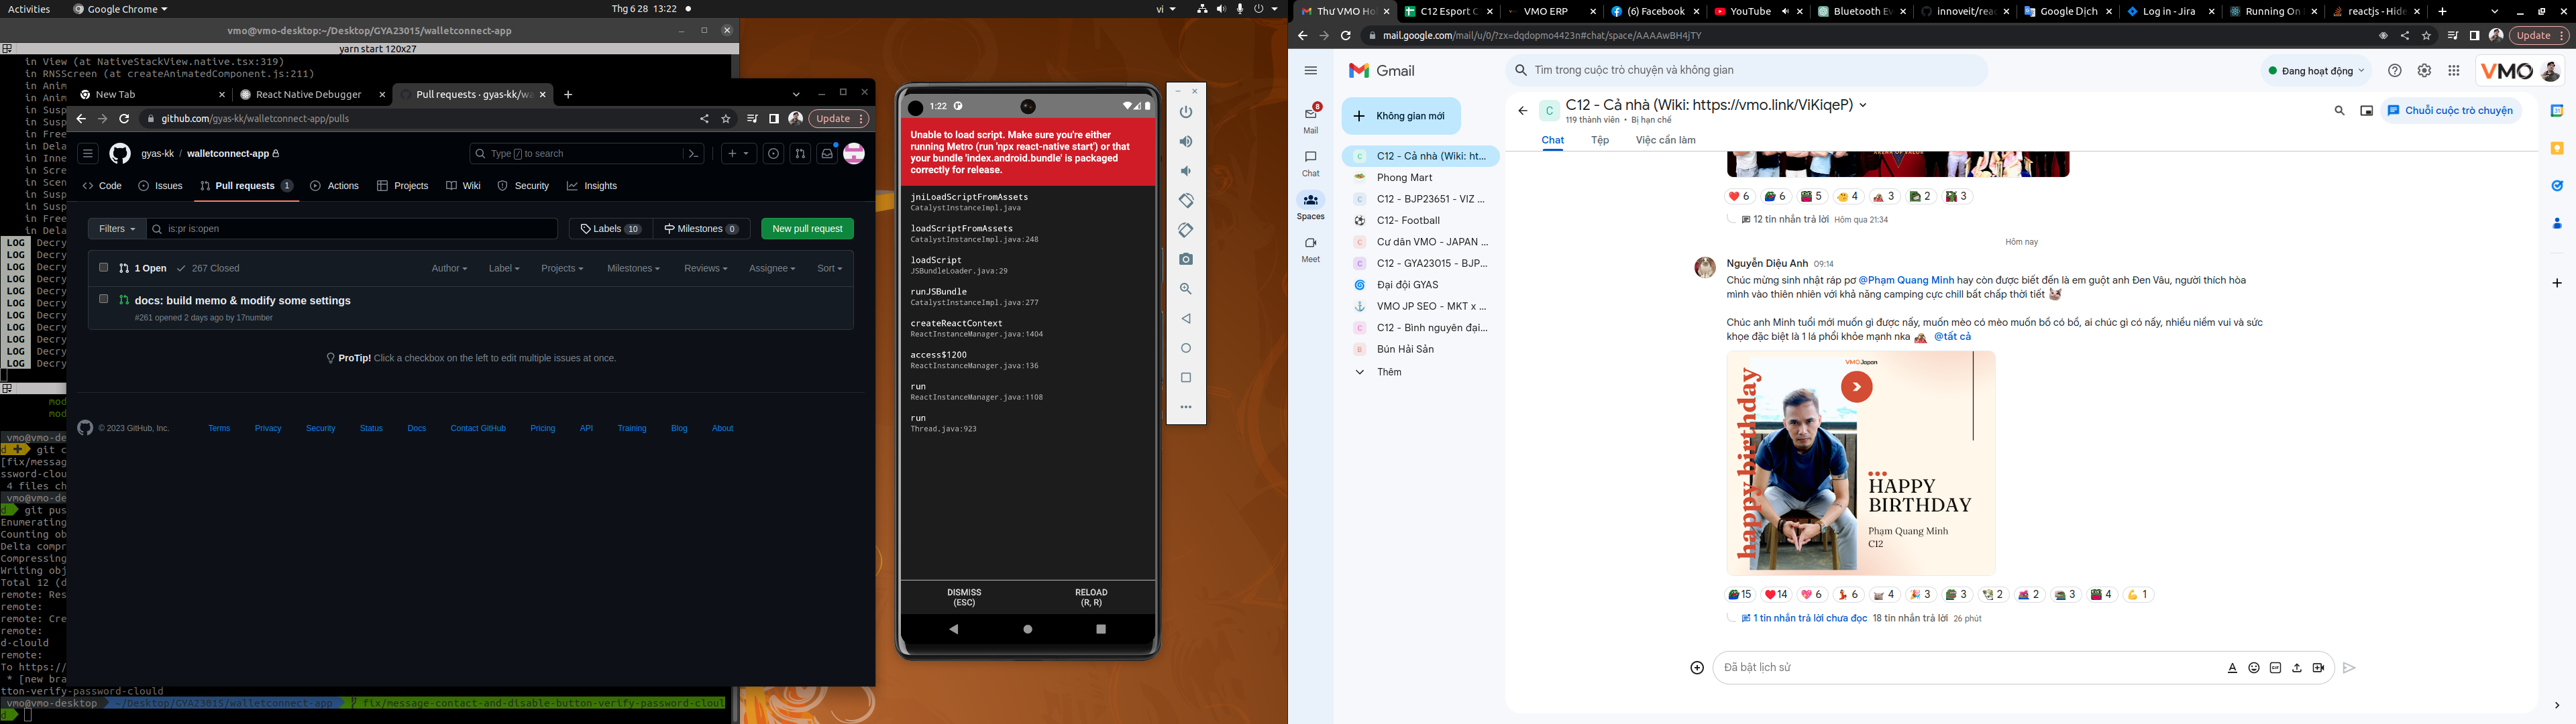 Activities
Google Chrome
Thg 6 28 13:22
vi
vmo@vmo-desktop:~/Desktop/GYA23015/walletconnect-app
yarn start 120x27
in View (at NativeStackView.native.tsx:319)
in RNSScreen (at createAnimatedComponent.js:211)
in Anim
in Anim
in Susp
in Susp
in Free
in Dela
in Inne
in Scre
in Scen
in Susp
in Free
in Dela
LOG Decry
LOG Decry
LOG Decry
LOG Decry
LOG Decry
LOG Decry
LOG Decry
LOG Decry
LOG Decry
LOG Decry
LOG Decry
mod
mod
vmo@vmo-de
d git c
[fix/messag
ssword-clou
4 files ch
vmo@vmo-de
d git pus
Enumerating
Counting ob
Delta compr
Compressing
Writing obj
Total 12 (d
remote: Res
remote:
remote: Cre
remote:
d-clould
remote:
To https://
* [new bra
tton-verify-password-clould
vmo@vmo-desktop ~/Desktop/GYA23015/walletconnect-app fix/message-contact-and-disable-button-verify-password-cloul
d
New Tab
React Native Debugger
Pull requests · gyas-kk/wa
github.com/gyas-kk/walletconnect-app/pulls
Update
gyas-kk / walletconnect-app
Type / to search
Code
Issues
Pull requests 1
Actions
Projects
Wiki
Security
Insights
Filters
is:pr is:open
Labels 10
Milestones 0
New pull request
1 Open
267 Closed
Author
Label
Projects
Milestones
Reviews
Assignee
Sort
docs: build memo & modify some settings
#261 opened 2 days ago by 17number
ProTip! Click a checkbox on the left to edit multiple issues at once.
© 2023 GitHub, Inc.
Terms
Privacy
Security
Status
Docs
Contact GitHub
Pricing
API
Training
Blog
About
1:22
Unable to load script. Make sure you're either
running Metro (run 'npx react-native start') or that
your bundle 'index.android.bundle' is packaged
correctly for release.
jniLoadScriptFromAssets
CatalystInstanceImpl.java
loadScriptFromAssets
CatalystInstanceImpl.java:248
loadScript
JSBundleLoader.java:29
runJSBundle
CatalystInstanceImpl.java:277
createReactContext
ReactInstanceManager.java:1404
access$1200
ReactInstanceManager.java:136
run
ReactInstanceManager.java:1108
run
Thread.java:923
DISMISS
(ESC)
RELOAD
(R, R)
Thư VMO Hol
C12 Esport C
VMO ERP
(6) Facebook
YouTube
Bluetooth Ev
innoveit/reac
Google Dịch
Log in - Jira
Running On
reactjs - Hide
mail.google.com/mail/u/0/?zx=dqdopmo4423n#chat/space/AAAAwBH4jTY
Update
Gmail
Tìm trong cuộc trò chuyện và không gian
Đang hoạt động
VMO
8
Mail
Chat
Spaces
Meet
Không gian mới
C12 - Cả nhà (Wiki: ht...
Phong Mart
C12 - BJP23651 - VIZ ...
C12- Football
Cư dân VMO - JAPAN ...
C12 - GYA23015 - BJP...
Đại đội GYAS
VMO JP SEO - MKT x ...
C12 - Bình nguyên đại...
Bún Hải Sản
Thêm
C
C12 - Cả nhà (Wiki: https://vmo.link/ViKiqeP)
119 thành viên • Bị hạn chế
Chuỗi cuộc trò chuyện
Chat
Tệp
Việc cần làm
6
6
5
4
3
2
3
12 tin nhắn trả lời Hôm qua 21:34
Hôm nay
Nguyễn Diệu Anh 09:14
Chúc mừng sinh nhật ráp pơ @Phạm Quang Minh hay còn được biết đến là em guột anh Đen Vâu, người thích hòa
mình vào thiên nhiên với khả năng camping cực chill bất chấp thời tiết
Chúc anh Minh tuổi mới muốn gì được nấy, muốn mèo có mèo muốn bồ có bồ, ai chúc gì có nấy, nhiều niềm vui và sức
khọe đặc biệt là 1 lá phổi khỏe mạnh nka @tất cả
VMO Japan
happy birthday
HAPPY
BIRTHDAY
Phạm Quang Minh
C12
15
14
6
6
4
3
3
2
2
3
4
1
1 tin nhắn trả lời chưa đọc 18 tin nhắn trả lời 26 phút
Đã bật lịch sử